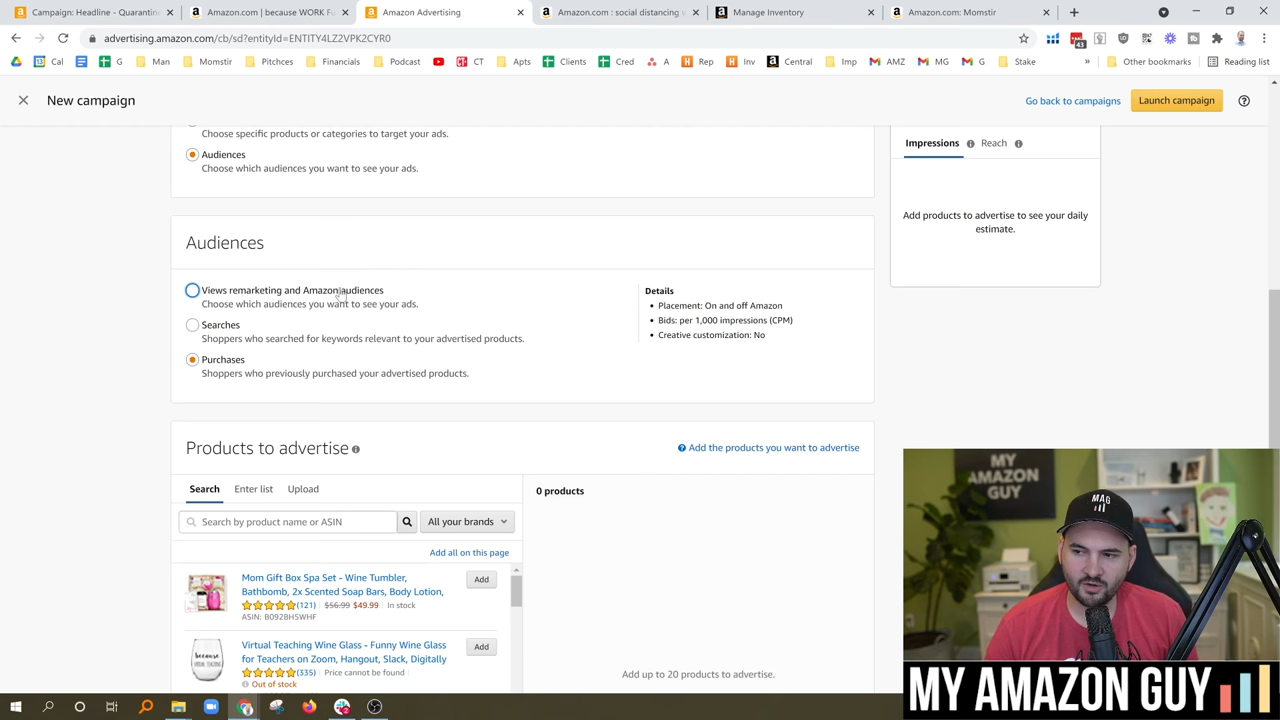 Campaign: Headline - Quarantin
Amazon.com | because WORK F
Amazon Advertising
Amazon.com : social distancing
Manage Inventory
Amazon.com: Momstir
advertising.amazon.com/cb/sd?entityId=ENTITY4LZ2VPK2CYR0
43
Cal
G
Man
Momstir
Pitchces
Financials
Podcast
CT
Apts
Clients
Cred
A
Rep
Inv
Central
Imp
AMZ
MG
G
Stake
»
Other bookmarks
Reading list
New campaign
Go back to campaigns
Launch campaign
Choose specific products or categories to target your ads.
Audiences
Choose which audiences you want to see your ads.
Impressions
Reach
Add products to advertise to see your daily
estimate.
Audiences
Views remarketing and Amazon audiences
Choose which audiences you want to see your ads.
Searches
Shoppers who searched for keywords relevant to your advertised products.
Purchases
Shoppers who previously purchased your advertised products.
Details
• Placement: On and off Amazon
• Bids: per 1,000 impressions (CPM)
• Creative customization: No
Products to advertise
Add the products you want to advertise
Search
Enter list
Upload
Search by product name or ASIN
All your brands
Add all on this page
Mom Gift Box Spa Set - Wine Tumbler,
Bathbomb, 2x Scented Soap Bars, Body Lotion,
(121) | $56.99 $49.99 | In stock
ASIN: B092BH5WHF
Add
because
VIRTUAL TEACHING
Virtual Teaching Wine Glass - Funny Wine Glass
for Teachers on Zoom, Hangout, Slack, Digitally
(335) | Price cannot be found |
Out of stock
Add
0 products
Add up to 20 products to advertise.
MY
AMAZON
GUY
MAG
MY AMAZON GUY